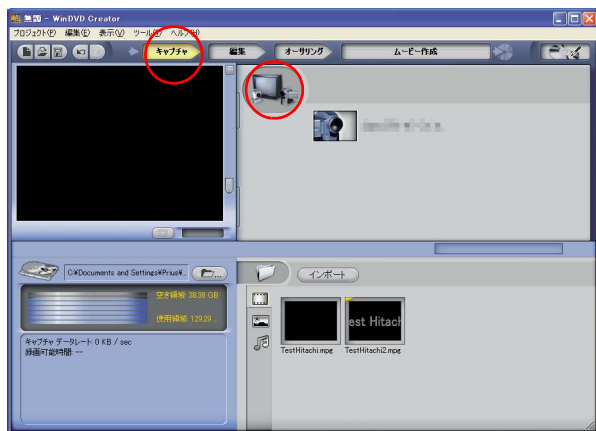 無題 - WinDVD Creator
プロジェクト(P) 編集(E) 表示(V) ツール(T) ヘルプ(H)
キャプチャ 編集 オーサリング ムービー作成
C:¥Documents and Settings¥Prius¥..
インポート
空き領域: 38.38 GB
使用領域: 129.29 ..
キャプチャ データレート: 0 KB / sec
録画可能時間: --
est Hitach
TestHitachi.mpg TestHitachi2.mpg